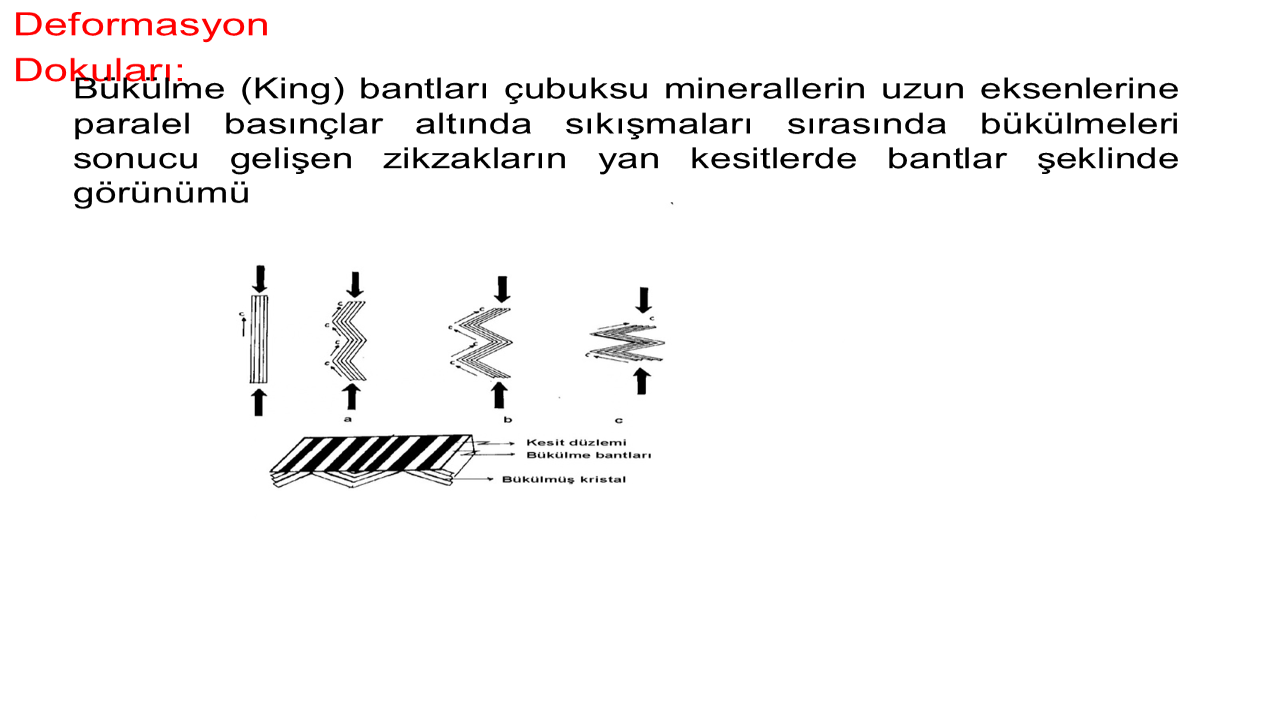 Deformasyon
Dokuları:
Bükülme (King) bantları çubuksu minerallerin uzun eksenlerine
paralel basınçlar altında sıkışmaları sırasında bükülmeleri
sonucu gelişen zikzakların yan kesitlerde bantlar şeklinde
görünümü
c
c
c
c
c
c
c
c
c
c
c
a
b
c
Kesit düzlemi
Bükülme bantları
Bükülmüş kristal